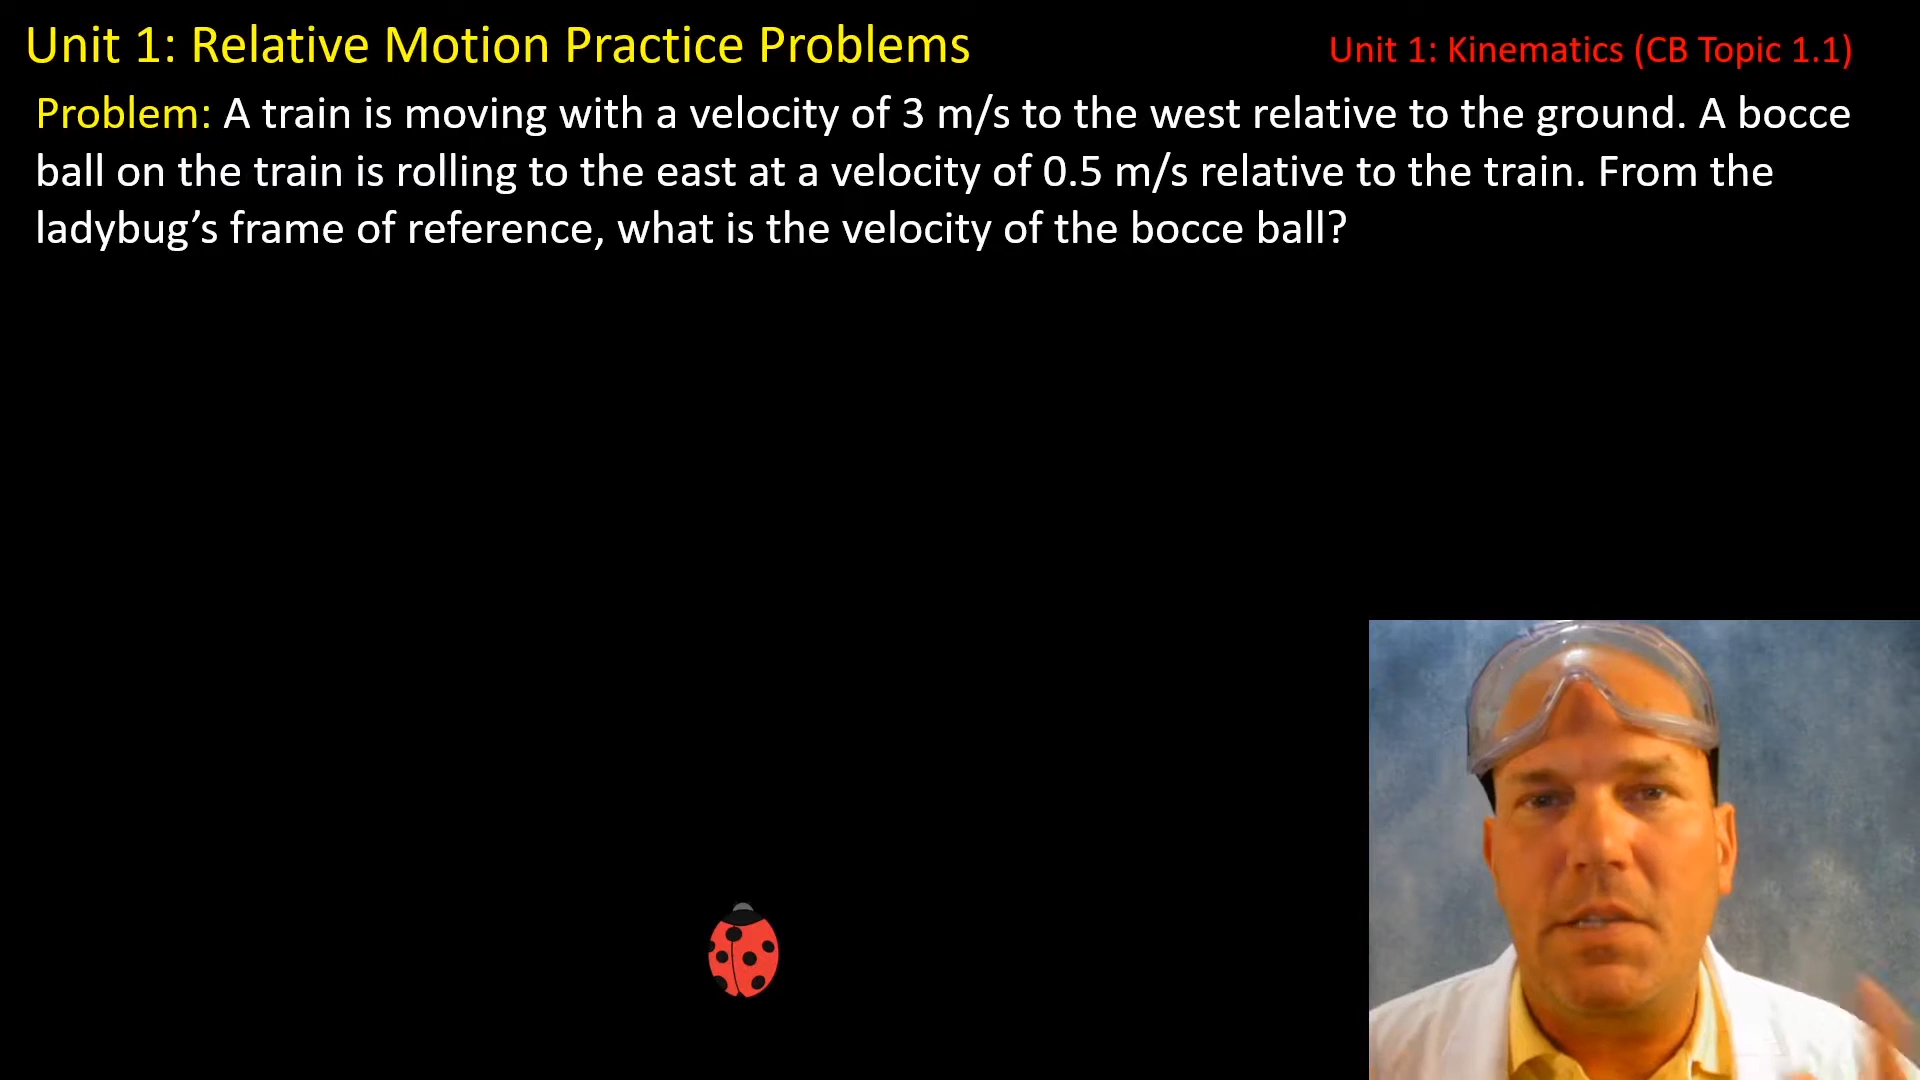 Unit 1: Relative Motion Practice Problems
Unit 1: Kinematics (CB Topic 1.1)
Problem: A train is moving with a velocity of 3 m/s to the west relative to the ground. A bocce
ball on the train is rolling to the east at a velocity of 0.5 m/s relative to the train. From the
ladybug’s frame of reference, what is the velocity of the bocce ball?